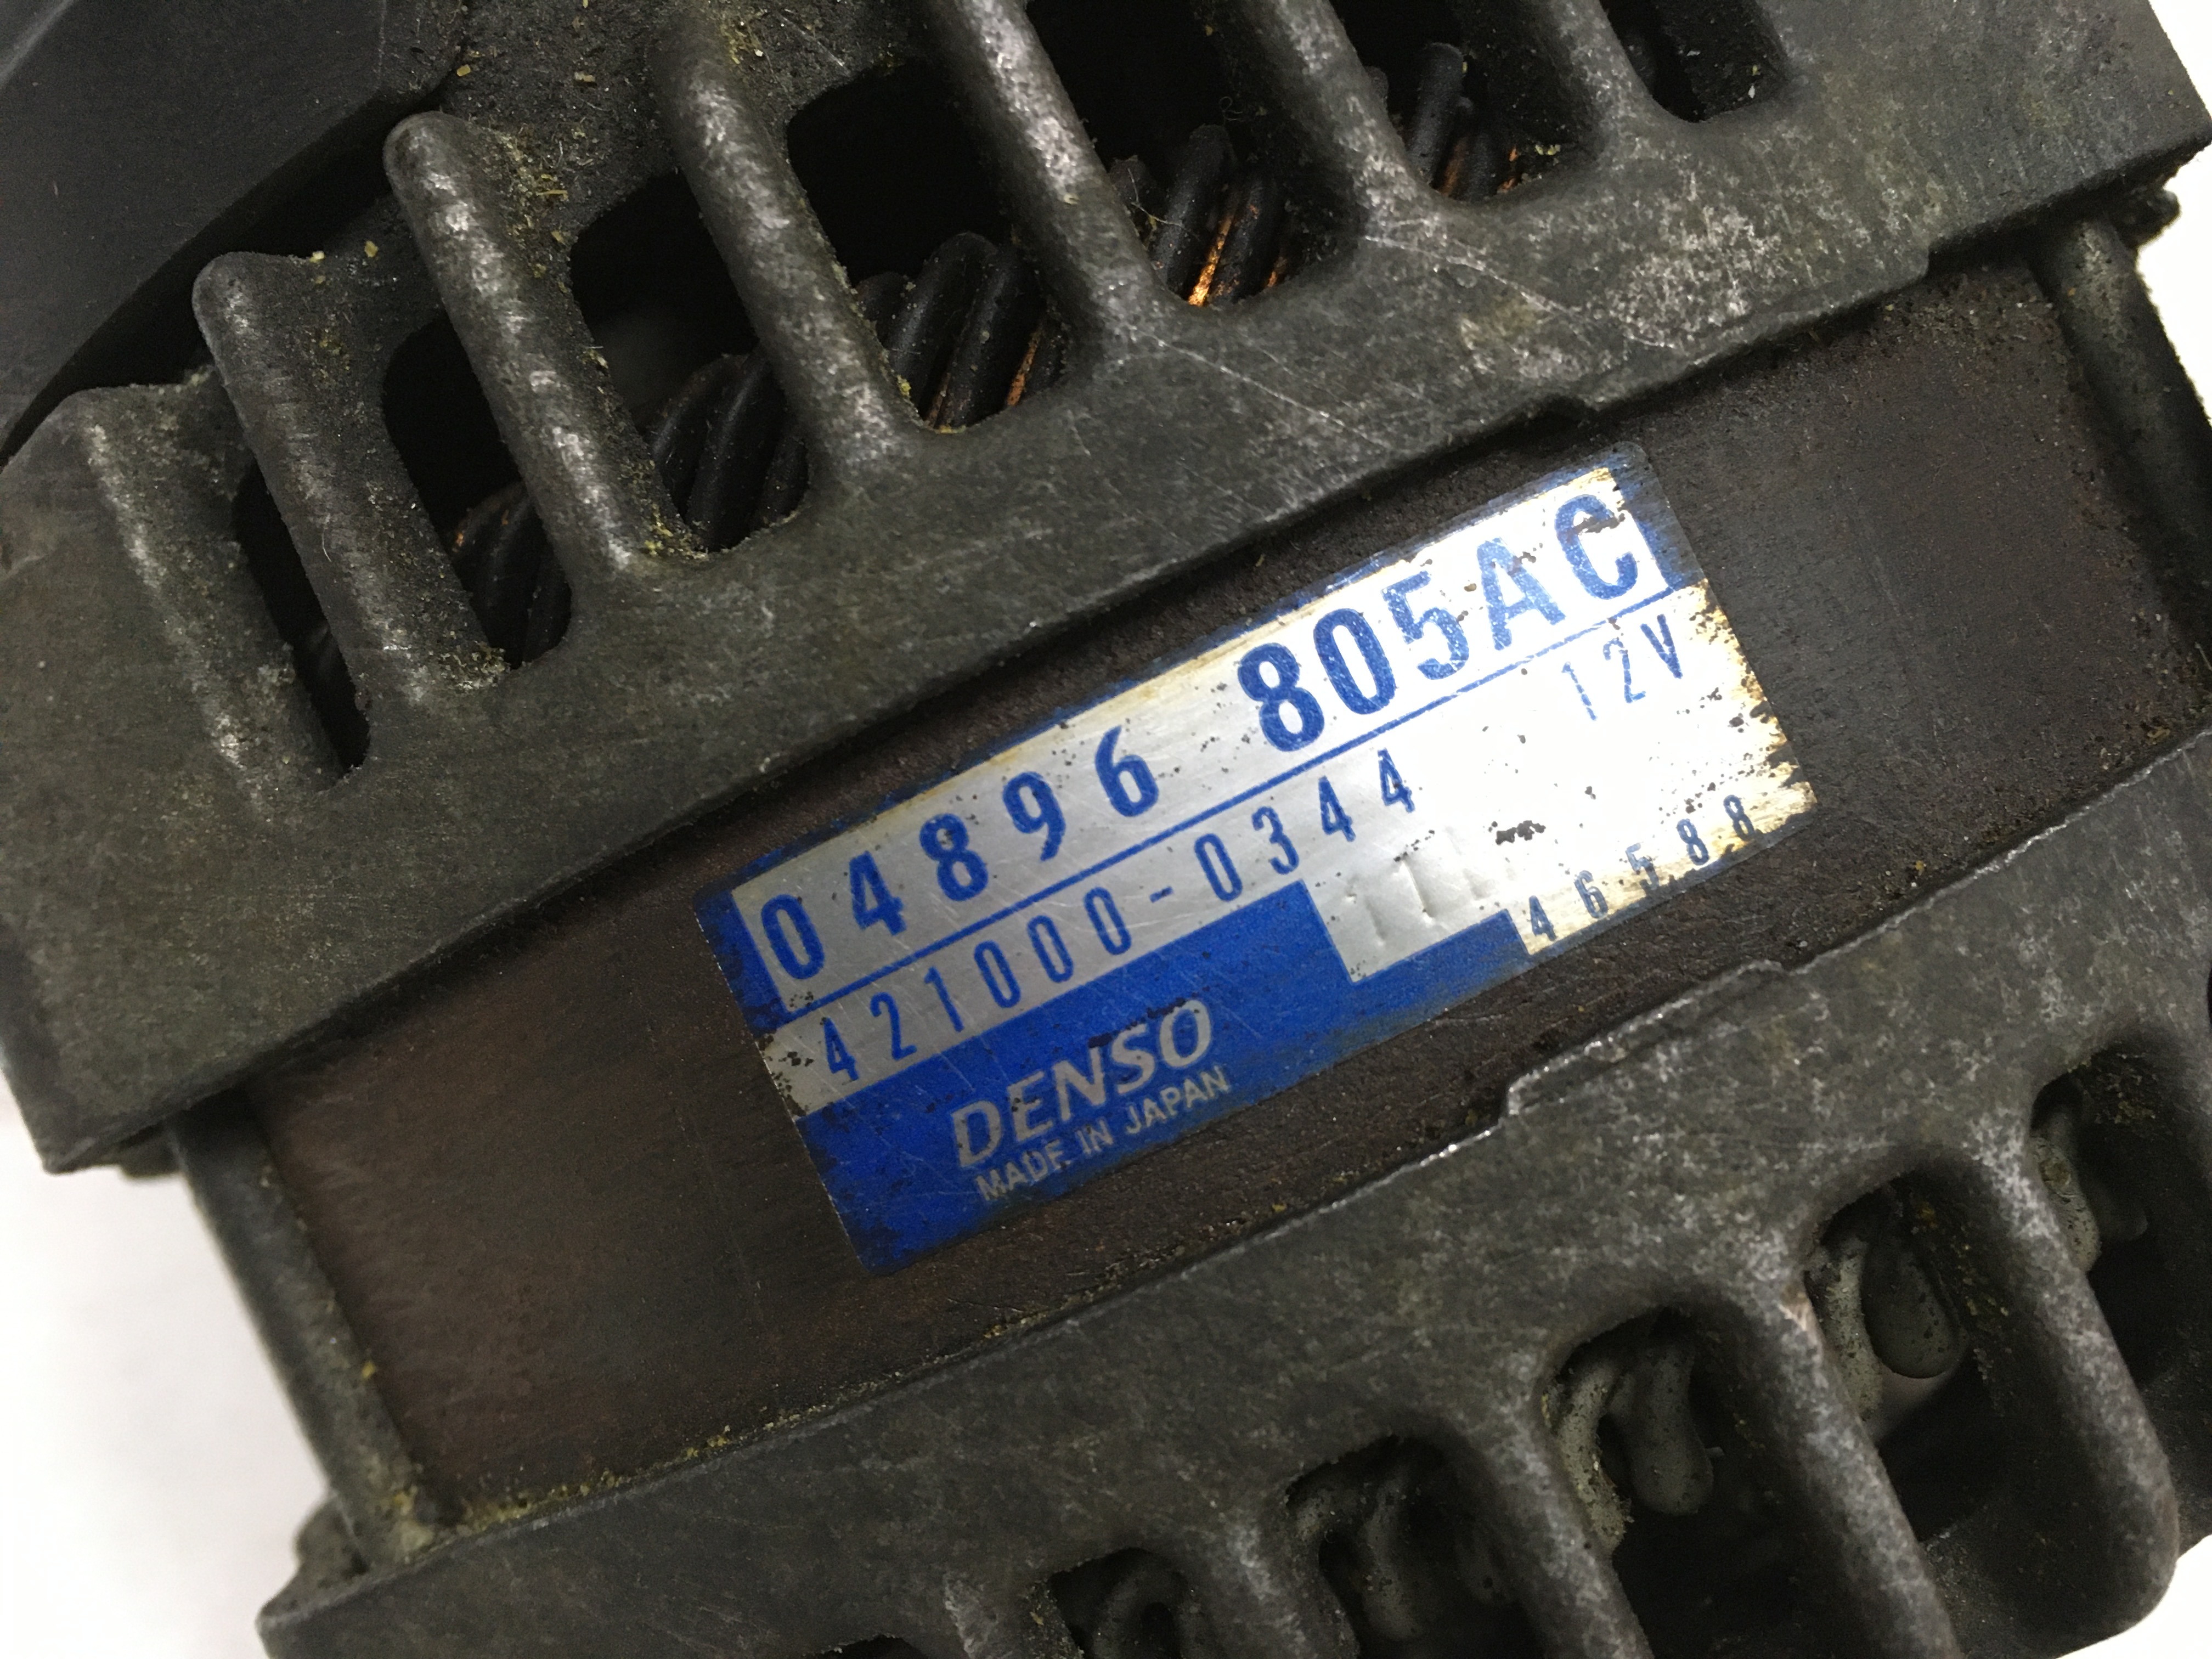 04896 805AC
12V
421000-0344
46588
DENSO
MADE IN JAPAN